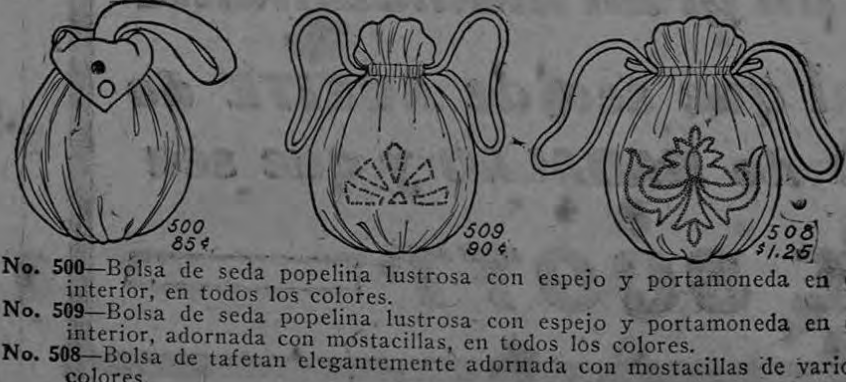 500
85¢
509
90¢
508
$1.25
No. 500—Bolsa de seda popelina lustrosa con espejo y portamoneda en
interior, en todos los colores.
No. 509—Bolsa de seda popelina lustrosa con espejo y portamoneda en
interior, adornada con mostacillas, en todos los colores.
No. 508—Bolsa de tafetan elegantemente adornada con mostacillas de vario
colores